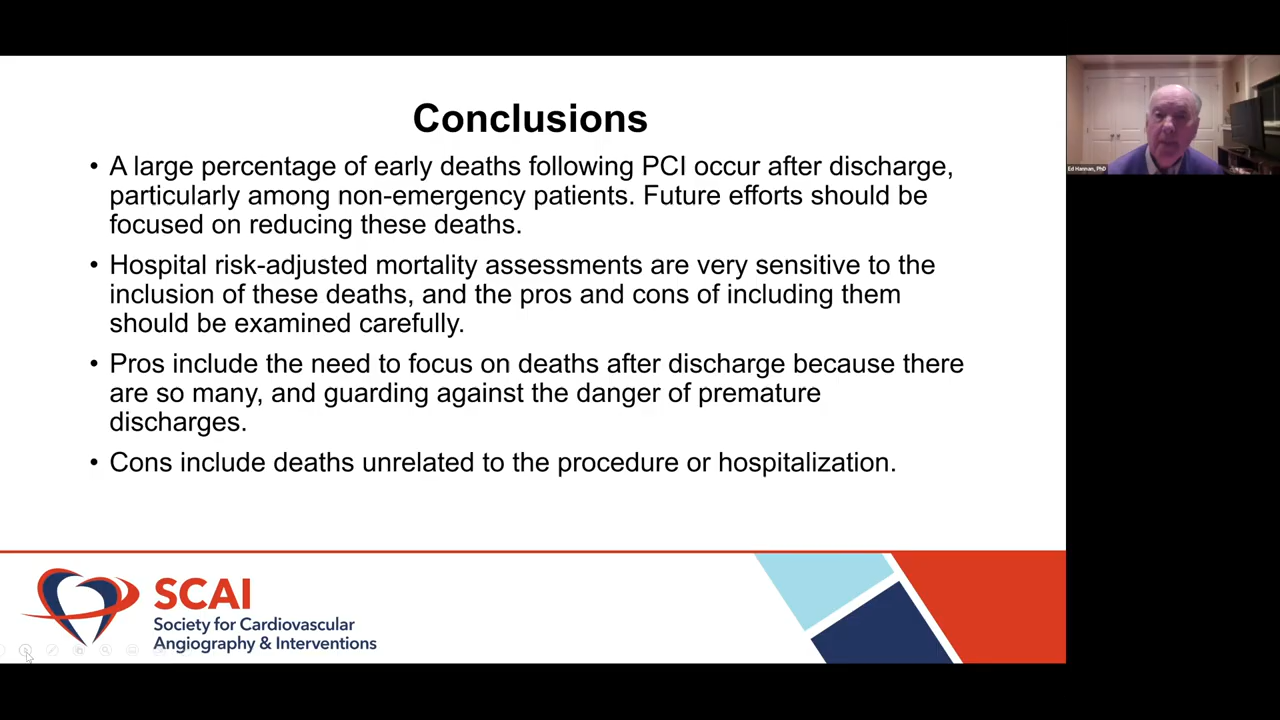 Conclusions
• A large percentage of early deaths following PCI occur after discharge,
particularly among non-emergency patients. Future efforts should be
focused on reducing these deaths.
• Hospital risk-adjusted mortality assessments are very sensitive to the
inclusion of these deaths, and the pros and cons of including them
should be examined carefully.
• Pros include the need to focus on deaths after discharge because there
are so many, and guarding against the danger of premature
discharges.
• Cons include deaths unrelated to the procedure or hospitalization.
SCAI
Society for Cardiovascular
Angiography & Interventions
Ed Hannan, PhD